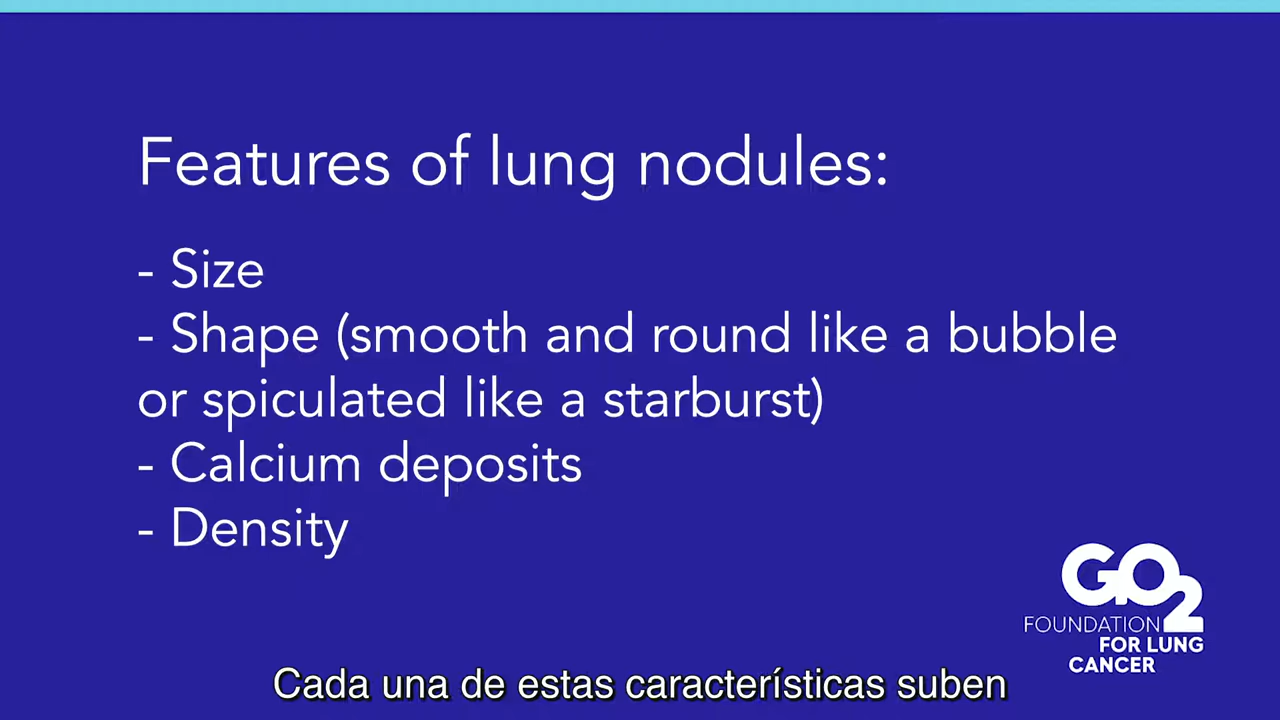 Features of lung nodules:
- Size
- Shape (smooth and round like a bubble
or spiculated like a starburst)
- Calcium deposits
- Density
GO2
FOUNDATION
FOR LUNG
CANCER
Cada una de estas características suben